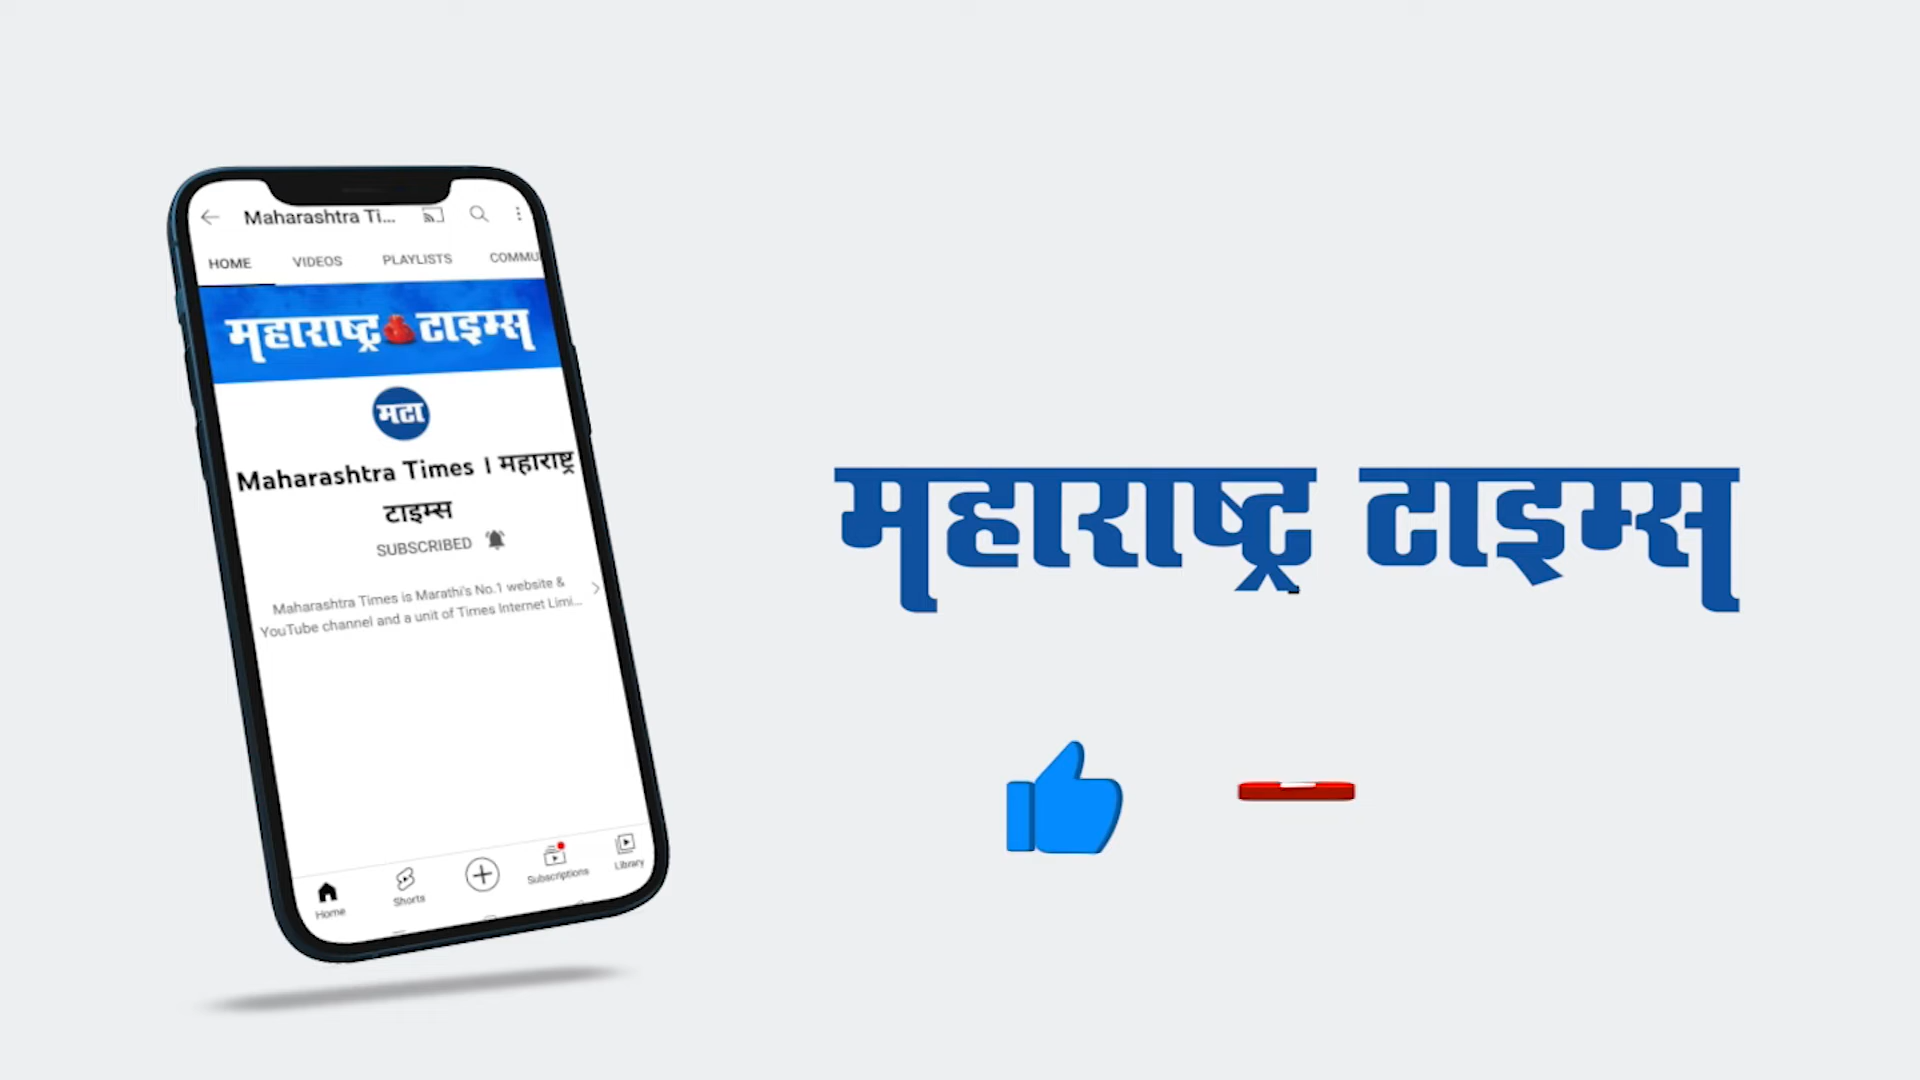 Maharashtra Ti...
HOME VIDEOS PLAYLISTS COMMU
महाराष्ट्र टाइम्स
मटा
Maharashtra Times । महाराष्ट्र
टाइम्स
SUBSCRIBED
Maharashtra Times is Marathi's No.1 website &
YouTube channel and a unit of Times Internet Limi...
Home Shorts Subscriptions Library
महाराष्ट्र टाइम्स